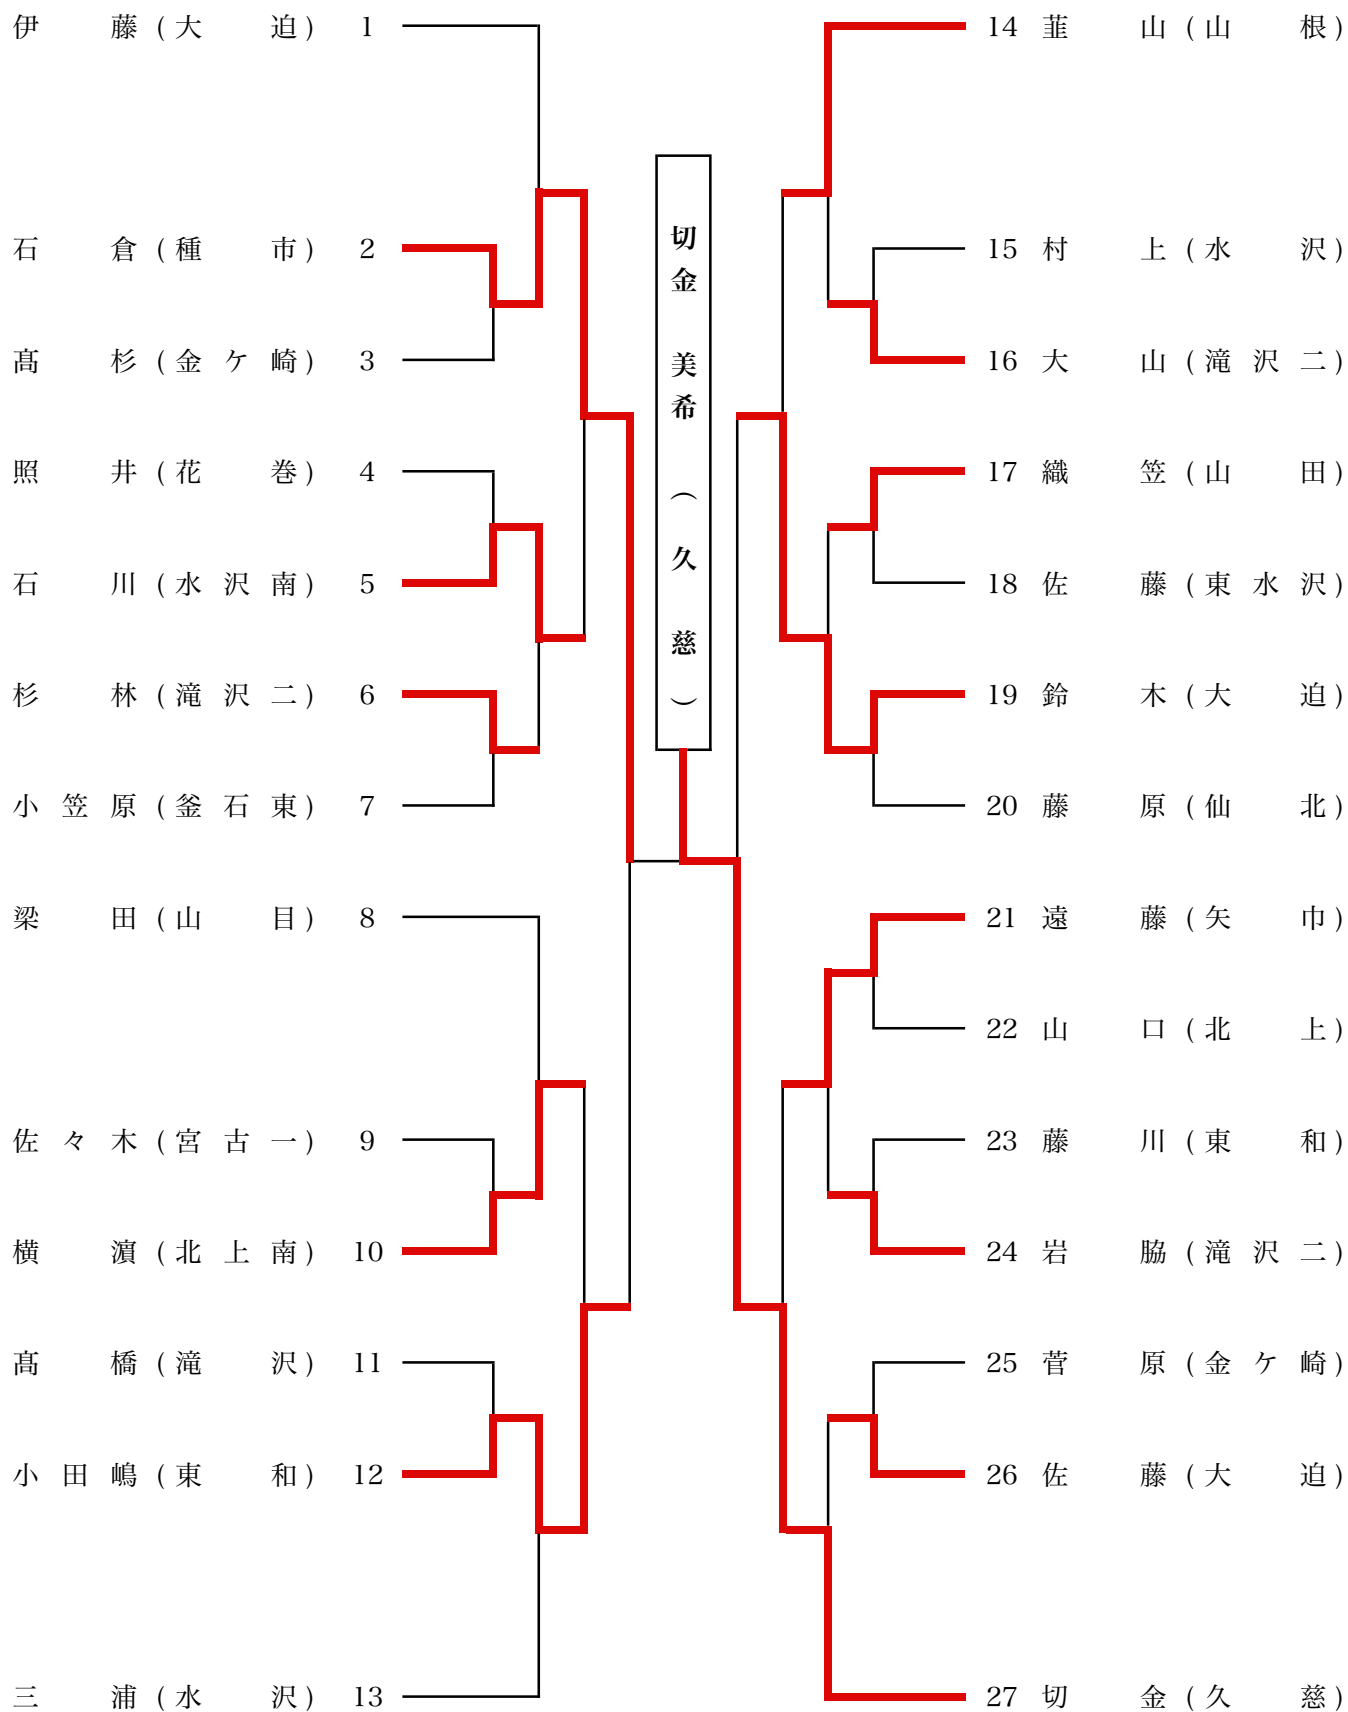 伊藤(大迫) 1
石倉(種市) 2
髙杉(金ケ崎) 3
照井(花巻) 4
石川(水沢南) 5
杉林(滝沢二) 6
小笠原(釜石東) 7
梁田(山目) 8
佐々木(宮古一) 9
横濵(北上南) 10
髙橋(滝沢) 11
小田嶋(東和) 12
三浦(水沢) 13
切金 美希 (久慈)
14 韮山(山根)
15 村上(水沢)
16 大山(滝沢二)
17 織笠(山田)
18 佐藤(東水沢)
19 鈴木(大迫)
20 藤原(仙北)
21 遠藤(矢巾)
22 山口(北上)
23 藤川(東和)
24 岩脇(滝沢二)
25 菅原(金ケ崎)
26 佐藤(大迫)
27 切金(久慈)